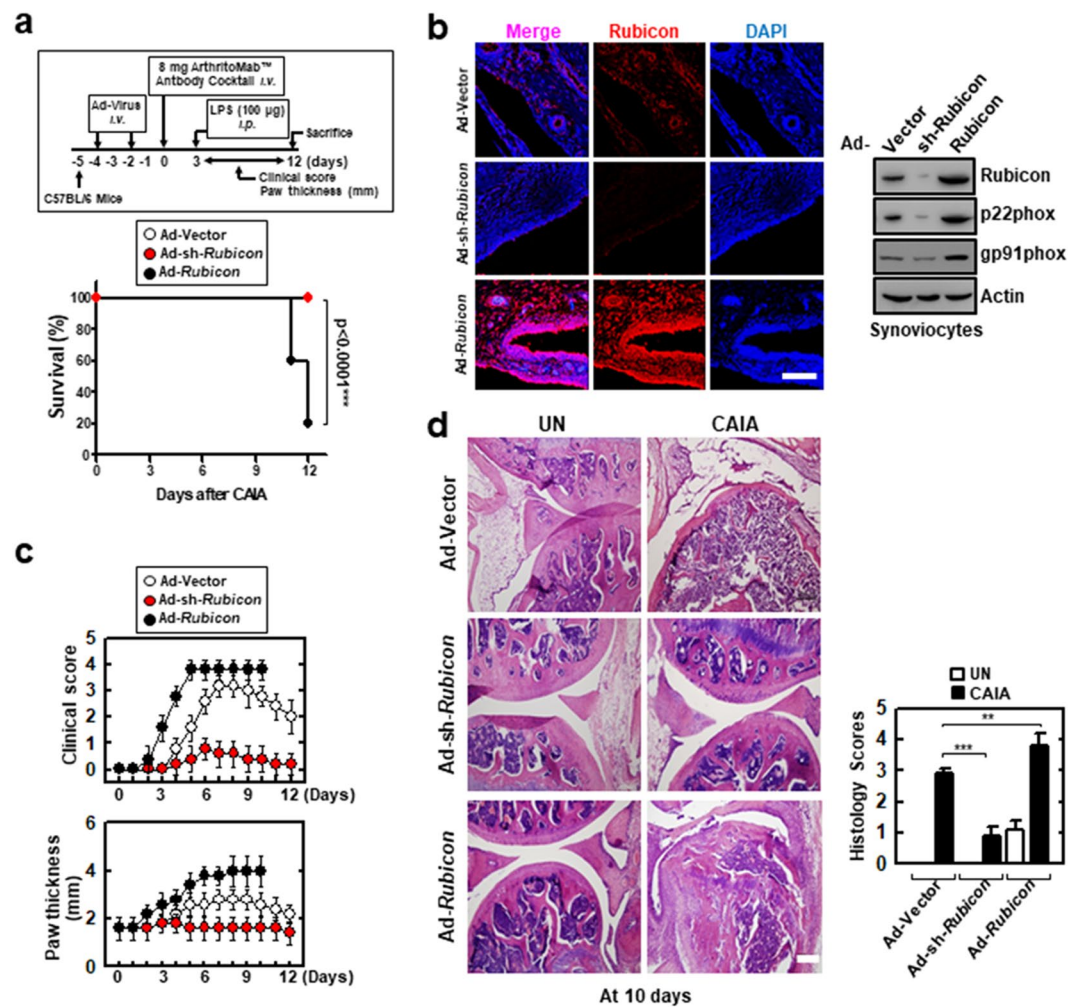 a
8 mg ArthritoMab™
Antibody Cocktail i.v.
Ad-Virus
i.v.
LPS (100 μg)
i.p.
Sacrifice
-5 -4 -3 -2 -1 0 3 12 (days)
Clinical score
Paw thickness (mm)
C57BL/6 Mice
Ad-Vector
Ad-sh-Rubicon
Ad-Rubicon
Survival (%)
100
80
60
40
20
0
0 3 6 9 12
Days after CAIA
p<0.0001***
b
Merge Rubicon DAPI
Ad-Vector
Ad-sh-Rubicon
Ad-Rubicon
Ad- Vector sh-Rubicon Rubicon
Rubicon
p22phox
gp91phox
Actin
Synoviocytes
c
Ad-Vector
Ad-sh-Rubicon
Ad-Rubicon
Clinical score
5
4
3
2
1
0
0 3 6 9 12 (Days)
Paw thickness
(mm)
6
4
2
0
0 3 6 9 12 (Days)
d
UN CAIA
Ad-Vector
Ad-sh-Rubicon
Ad-Rubicon
At 10 days
UN
CAIA
Histology Scores
5
4
3
2
1
0
**
***
Ad-Vector
Ad-sh-Rubicon
Ad-Rubicon